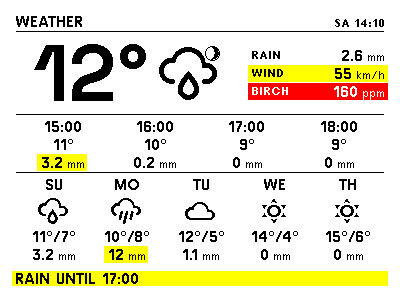 WEATHER SA 14:10
12°
RAIN 2.6 mm
WIND 55 km/h
BIRCH 160 ppm
15:00 16:00 17:00 18:00
11° 10° 9° 9°
3.2 mm 0.2 mm 0 mm 0 mm
SU MO TU WE TH
11°/7° 10°/8° 12°/5° 14°/4° 15°/6°
3.2 mm 12 mm 1.1 mm 0 mm 0 mm
RAIN UNTIL 17:00